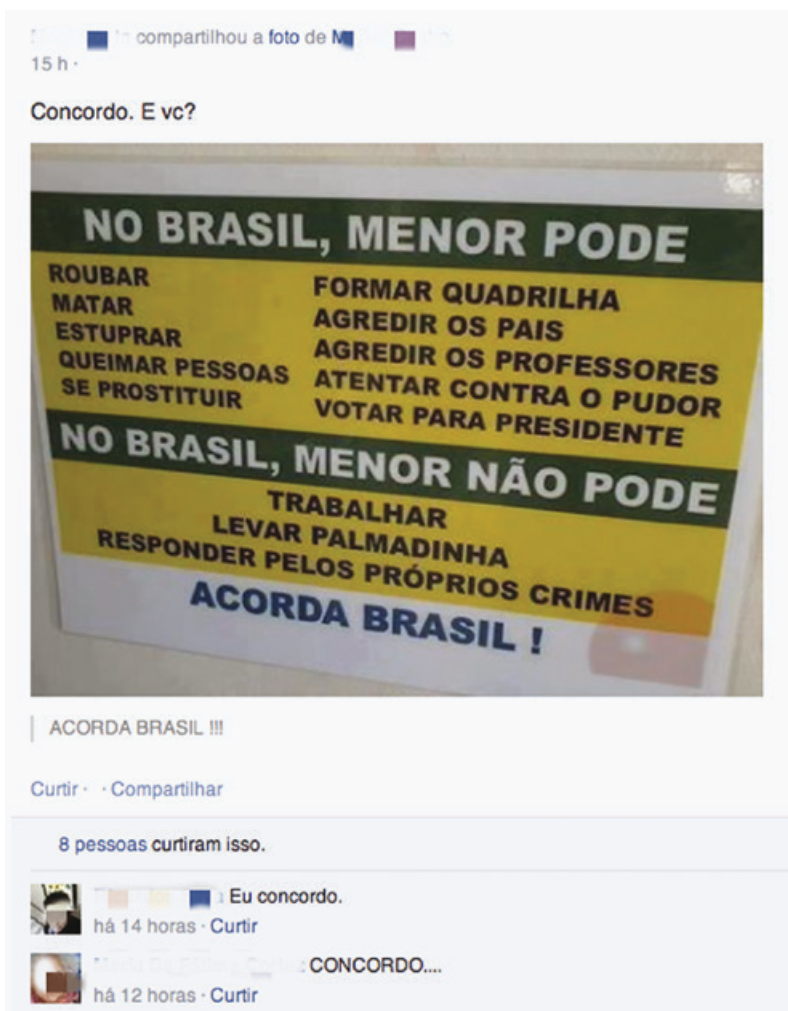 compartilhou a foto de
15 h ·
Concordo. E vc?
NO BRASIL, MENOR PODE
ROUBAR
MATAR
ESTUPRAR
QUEIMAR PESSOAS
SE PROSTITUIR
FORMAR QUADRILHA
AGREDIR OS PAIS
AGREDIR OS PROFESSORES
ATENTAR CONTRA O PUDOR
VOTAR PARA PRESIDENTE
NO BRASIL, MENOR NÃO PODE
TRABALHAR
LEVAR PALMADINHA
RESPONDER PELOS PRÓPRIOS CRIMES
ACORDA BRASIL !
ACORDA BRASIL !!!
Curtir · · Compartilhar
8 pessoas curtiram isso.
Eu concordo.
há 14 horas · Curtir
CONCORDO....
há 12 horas · Curtir